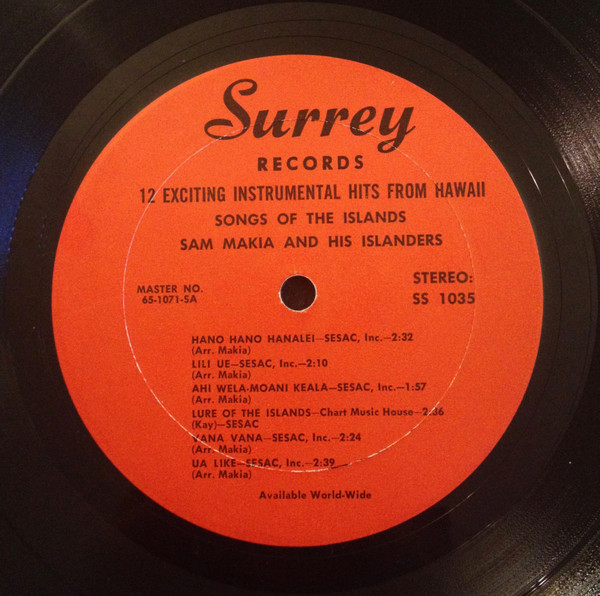 Surrey
RECORDS
12 EXCITING INSTRUMENTAL HITS FROM HAWAII
SONGS OF THE ISLANDS
SAM MAKIA AND HIS ISLANDERS
MASTER NO.
65-1071-SA
STEREO:
SS 1035
HANO HANO HANALEI—SESAC, Inc.—2:32
(Arr. Makia)
LILI UE—SESAC, Inc.—2:10
(Arr. Makia)
AHI WELA-MOANI KEALA—SESAC, Inc.—1:57
(Arr. Makia)
LURE OF THE ISLANDS—Chart Music House—2:36
(Kay)—SESAC
VANA VANA—SESAC, Inc.—2:24
(Arr. Makia)
UA LIKE—SESAC, Inc.—2:39
(Arr. Makia)
Available World-Wide